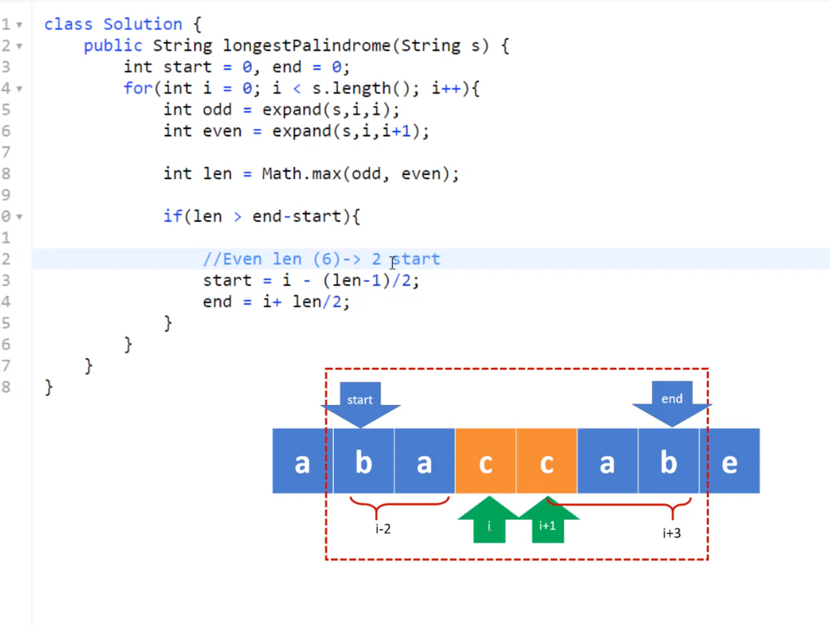 1 class Solution {
2 public String longestPalindrome(String s) {
3 int start = 0, end = 0;
4 for(int i = 0; i < s.length(); i++){
5 int odd = expand(s,i,i);
6 int even = expand(s,i,i+1);
7
8 int len = Math.max(odd, even);
9
0 if(len > end-start){
1
2 //Even len (6)-> 2 start
3 start = i - (len-1)/2;
4 end = i+ len/2;
5 }
6 }
7 }
8 }
start end
a b a c c a b e
i-2 i i+1 i+3